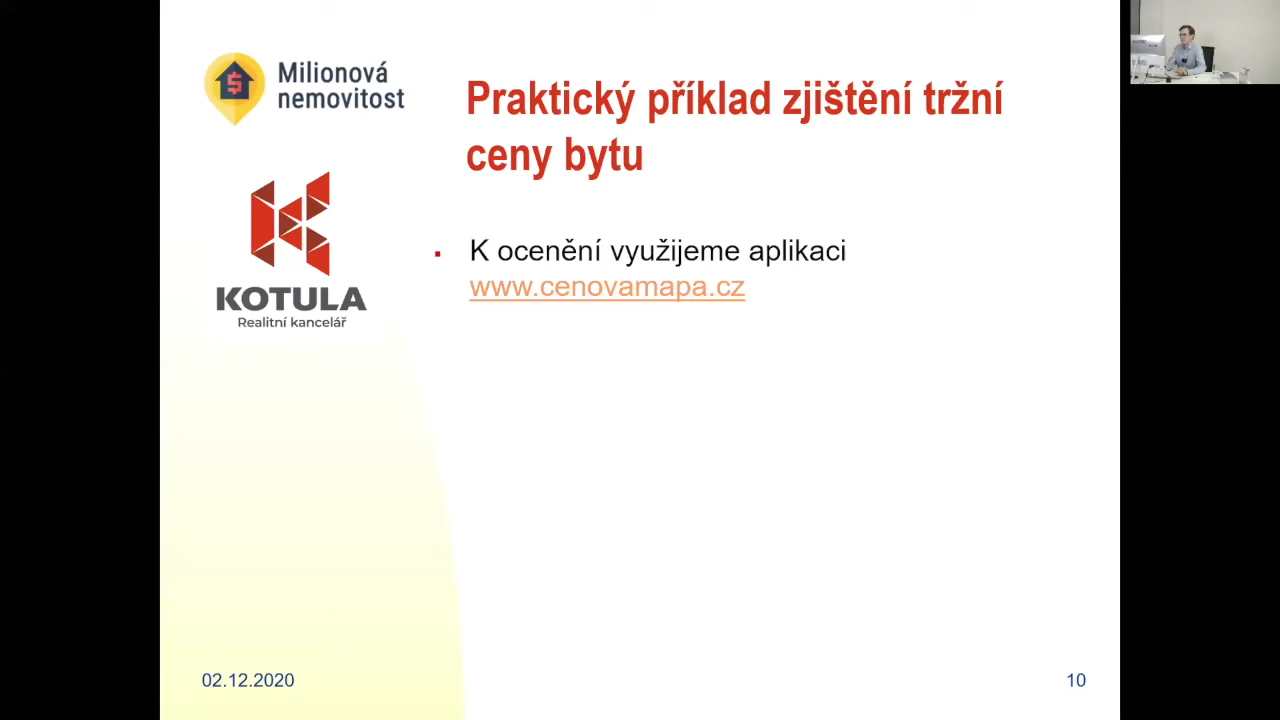 Milionová
nemovitost
Praktický příklad zjištění tržní
ceny bytu
KOTULA
Realitní kancelář
K ocenění využijeme aplikaci
www.cenovamapa.cz
02.12.2020
10